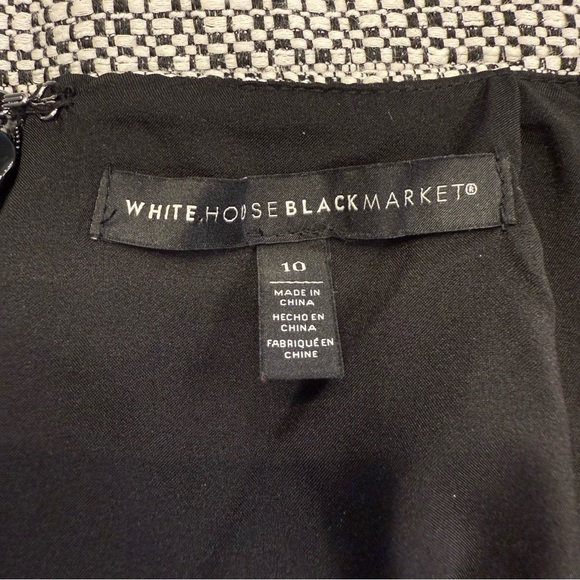 WHITE HOUSE BLACK MARKET®
10
MADE IN
CHINA
HECHO EN
CHINA
FABRIQUÉ EN
CHINE